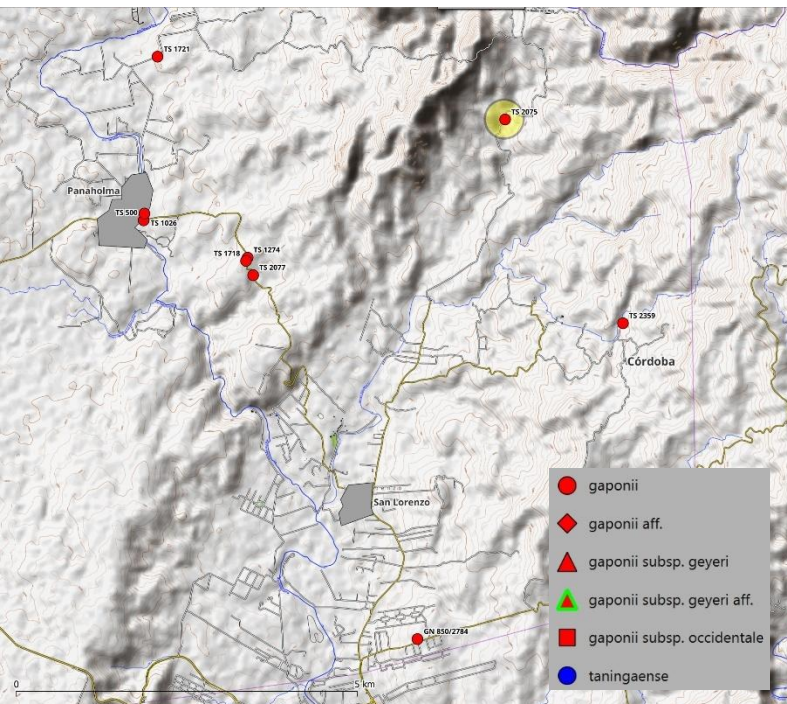 TS 1721
TS 2075
Panaholma
TS 500
TS 1026
TS 1718
TS 1274
TS 2077
TS 2359
Córdoba
San Lorenzo
GN 850/2784
gaponii
gaponii aff.
gaponii subsp. geyeri
gaponii subsp. geyeri aff.
gaponii subsp. occidentale
taningaense
0
5 km